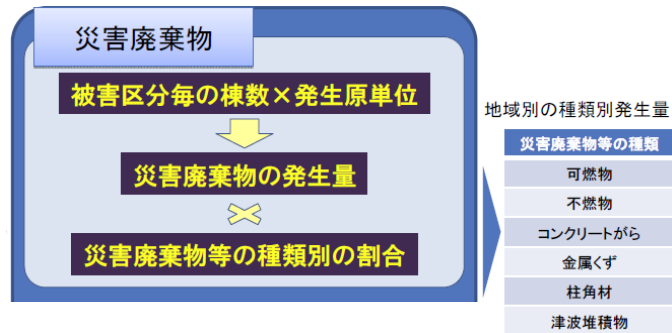 災害廃棄物
被害区分毎の棟数×発生原単位
災害廃棄物の発生量
災害廃棄物等の種類別の割合
地域別の種類別発生量
災害廃棄物等の種類
可燃物
不燃物
コンクリートがら
金属くず
柱角材
津波堆積物